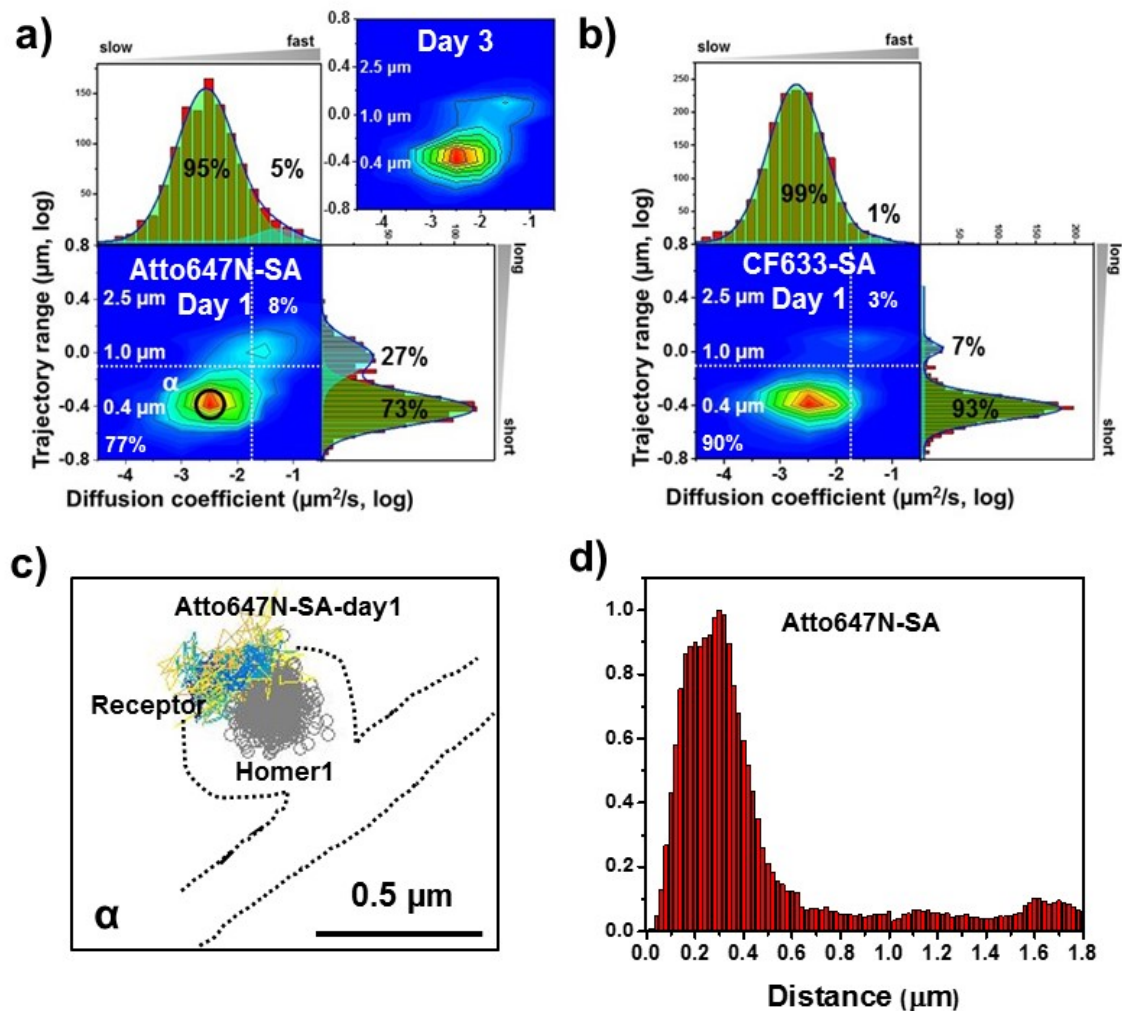 a)
slow
fast
150
100
50
95%
5%
0.8
0.4
0.0
-0.4
-0.8
Day 3
2.5 µm
1.0 µm
0.4 µm
-4
-3
-2
-1
50
100
Trajectory range (µm, log)
0.8
0.4
0.0
-0.4
-0.8
Atto647N-SA
Day 1
2.5 µm
8%
1.0 µm
α
0.4 µm
77%
27%
73%
long
short
-4
-3
-2
-1
Diffusion coefficient (µm²/s, log)
b)
slow
fast
250
200
150
100
50
99%
1%
50
100
150
200
Trajectory range (µm, log)
0.8
0.4
0.0
-0.4
-0.8
CF633-SA
Day 1
2.5 µm
3%
1.0 µm
0.4 µm
90%
7%
93%
long
short
-4
-3
-2
-1
Diffusion coefficient (µm²/s, log)
c)
Atto647N-SA-day1
Receptor
Homer1
0.5 µm
α
d)
Atto647N-SA
1.0
0.8
0.6
0.4
0.2
0.0
0.0 0.2 0.4 0.6 0.8 1.0 1.2 1.4 1.6 1.8
Distance (µm)